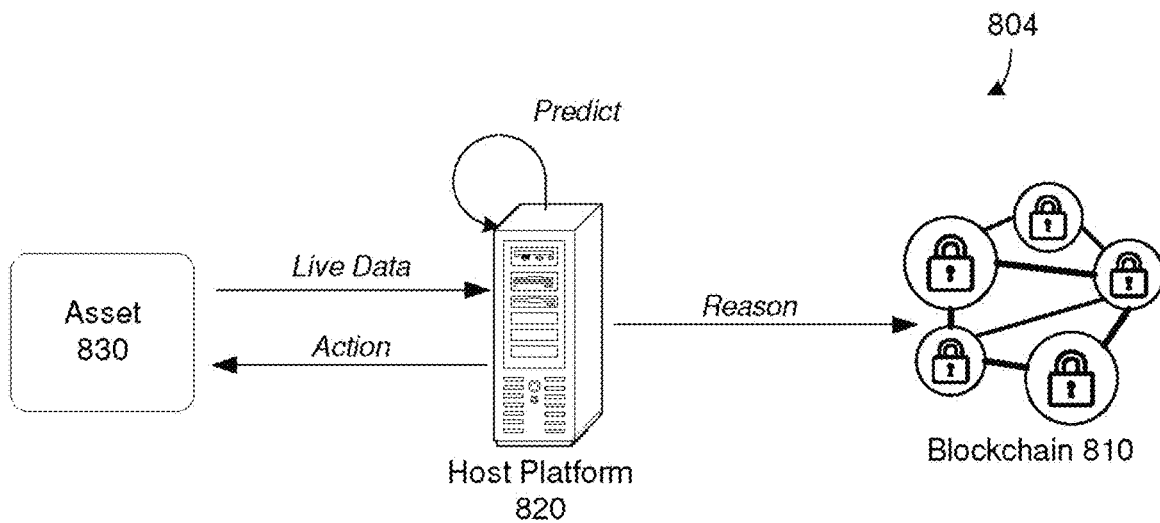 804
Predict
Live Data
Asset
830
Action
Reason
Host Platform
820
Blockchain 810